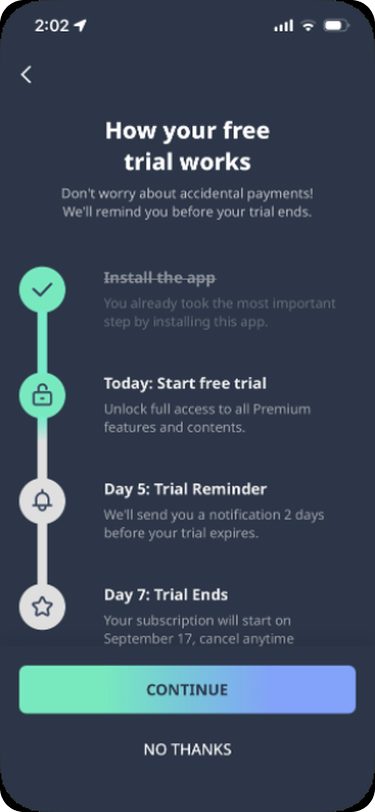 2:02
How your free
trial works
Don't worry about accidental payments!
We'll remind you before your trial ends.
Install the app
You already took the most important
step by installing this app.
Today: Start free trial
Unlock full access to all Premium
features and contents.
Day 5: Trial Reminder
We'll send you a notification 2 days
before your trial expires.
Day 7: Trial Ends
Your subscription will start on
September 17, cancel anytime
CONTINUE
NO THANKS